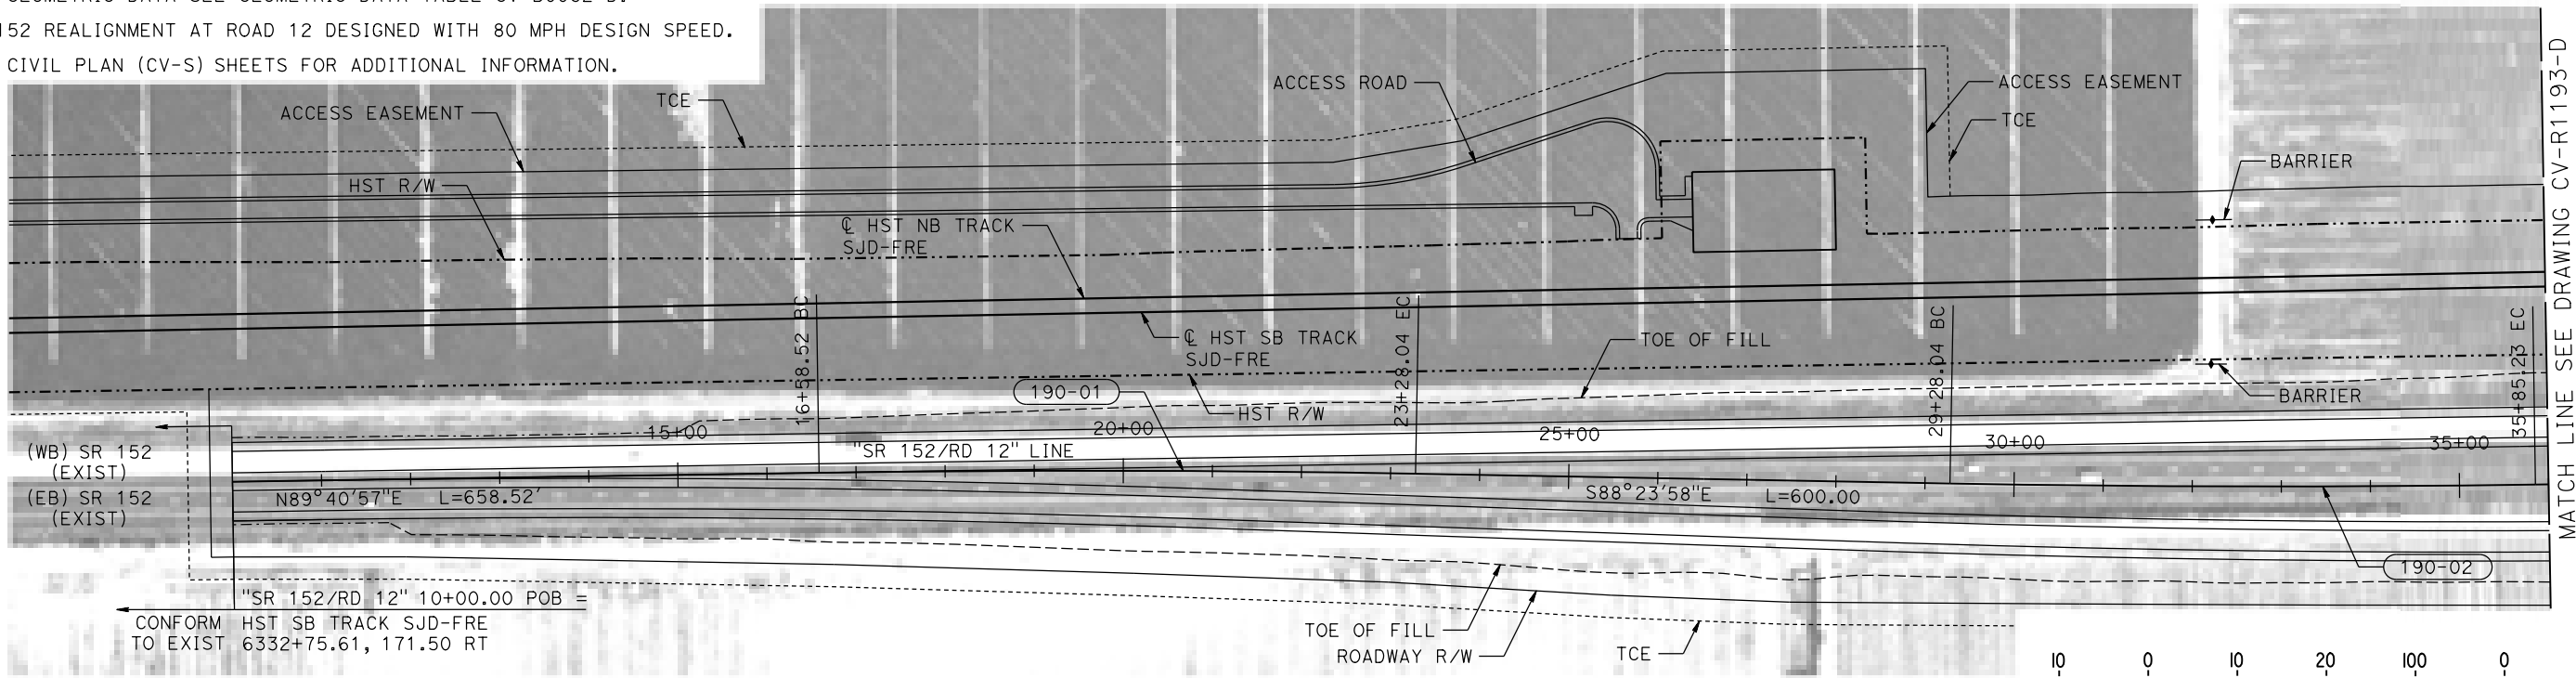 152 REALIGNMENT AT ROAD 12 DESIGNED WITH 80 MPH DESIGN SPEED.
CIVIL PLAN (CV-S) SHEETS FOR ADDITIONAL INFORMATION.
ACCESS EASEMENT
TCE
ACCESS ROAD
ACCESS EASEMENT
TCE
BARRIER
HST R/W
℄ HST NB TRACK
SJD-FRE
℄ HST SB TRACK
SJD-FRE
16+58.52 BC
23+28.04 EC
29+28.04 BC
35+85.23 EC
TOE OF FILL
190-01
HST R/W
BARRIER
(WB) SR 152
(EXIST)
15+00
20+00
25+00
30+00
35+00
"SR 152/RD 12" LINE
(EB) SR 152
(EXIST)
N89°40'57"E L=658.52'
S88°23'58"E L=600.00
190-02
"SR 152/RD 12" 10+00.00 POB =
HST SB TRACK SJD-FRE
6332+75.61, 171.50 RT
CONFORM
TO EXIST
TOE OF FILL
ROADWAY R/W
TCE
10 0 10 20 100 0
MATCH LINE SEE DRAWING CV-R1193-D